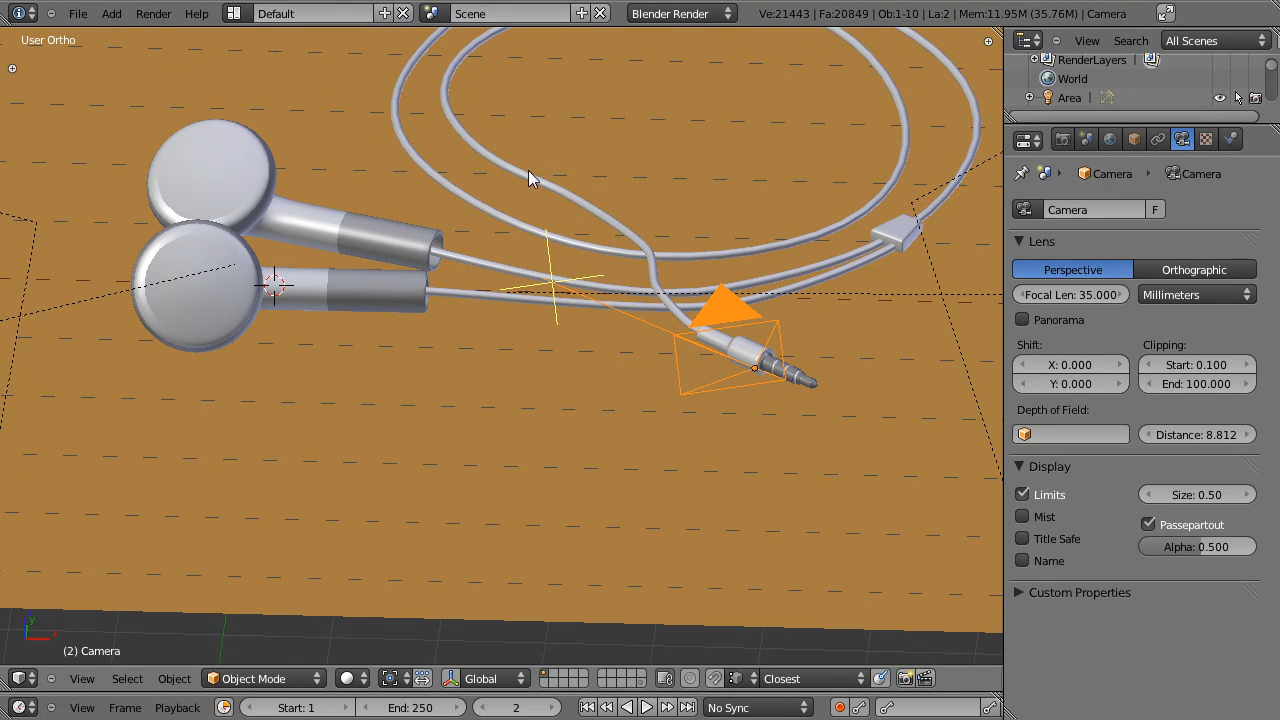 File Add Render Help Default Scene Blender Render Ve:21443 | Fa:20849 | Ob:1-10 | La:2 | Mem:11.95M (35.76M) | Camera
User Ortho
View Search All Scenes
RenderLayers
World
Area
Camera Camera
Camera F
Lens
Perspective Orthographic
Focal Len: 35.000 Millimeters
Panorama
Shift: Clipping:
X: 0.000 Start: 0.100
Y: 0.000 End: 100.000
Depth of Field:
Distance: 8.812
Display
Limits Size: 0.50
Mist Passepartout
Title Safe Alpha: 0.500
Name
Custom Properties
y
x
(2) Camera
View Select Object Object Mode Global Closest
View Frame Playback Start: 1 End: 250 2 No Sync